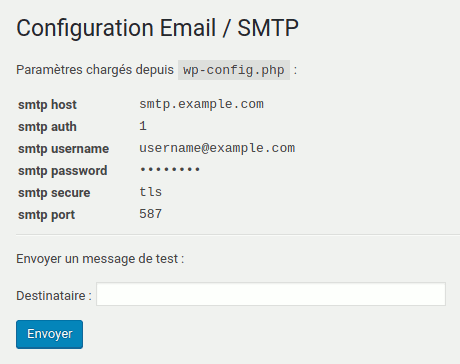 Configuration Email / SMTP
Paramètres chargés depuis wp-config.php :
smtp host smtp.example.com
smtp auth 1
smtp username username@example.com
smtp password ••••••••
smtp secure tls
smtp port 587
Envoyer un message de test :
Destinataire :
Envoyer